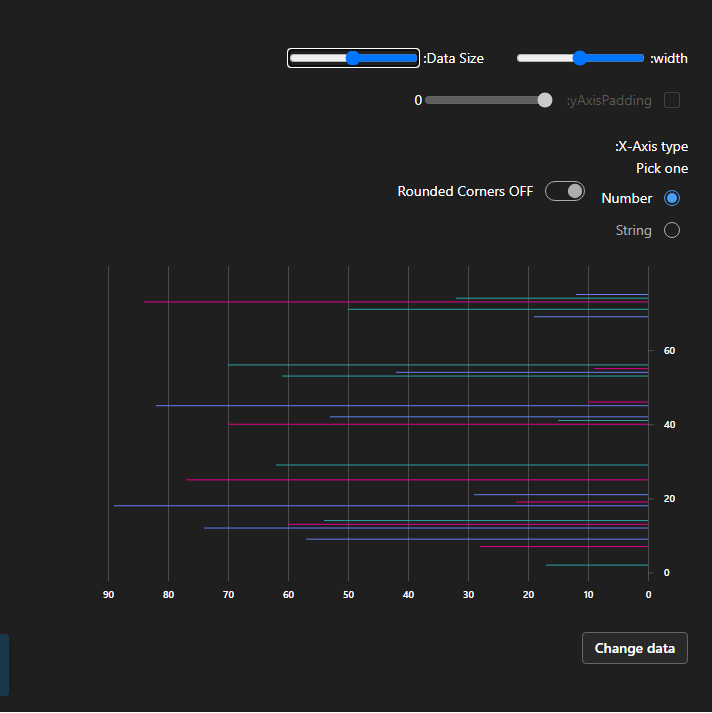 :width
:Data Size
:yAxisPadding
0
:X-Axis type
Pick one
Number
Rounded Corners OFF
String
60
40
20
0
90 80 70 60 50 40 30 20 10 0
Change data